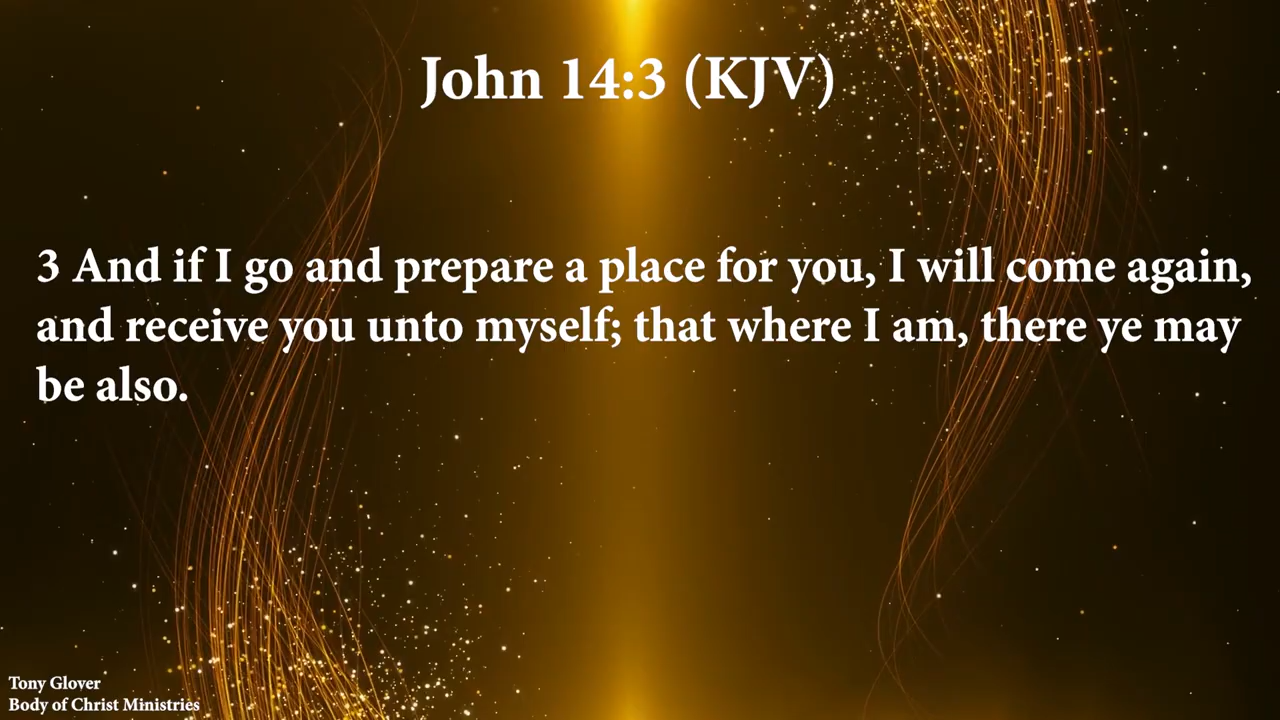 John 14:3 (KJV)
3 And if I go and prepare a place for you, I will come again,
and receive you unto myself; that where I am, there ye may
be also.
Tony Glover
Body of Christ Ministries